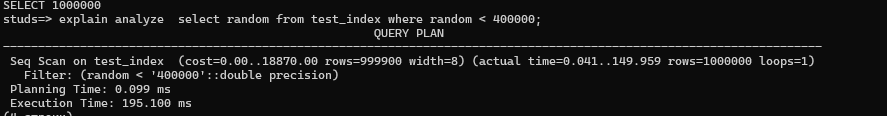 SELECT 1000000
studs=> explain analyze  select random from test_index where random < 400000;
QUERY PLAN
Seq Scan on test_index  (cost=0.00..18870.00 rows=999900 width=8) (actual time=0.041..149.959 rows=1000000 loops=1)
Filter: (random < '400000'::double precision)
Planning Time: 0.099 ms
Execution Time: 195.100 ms